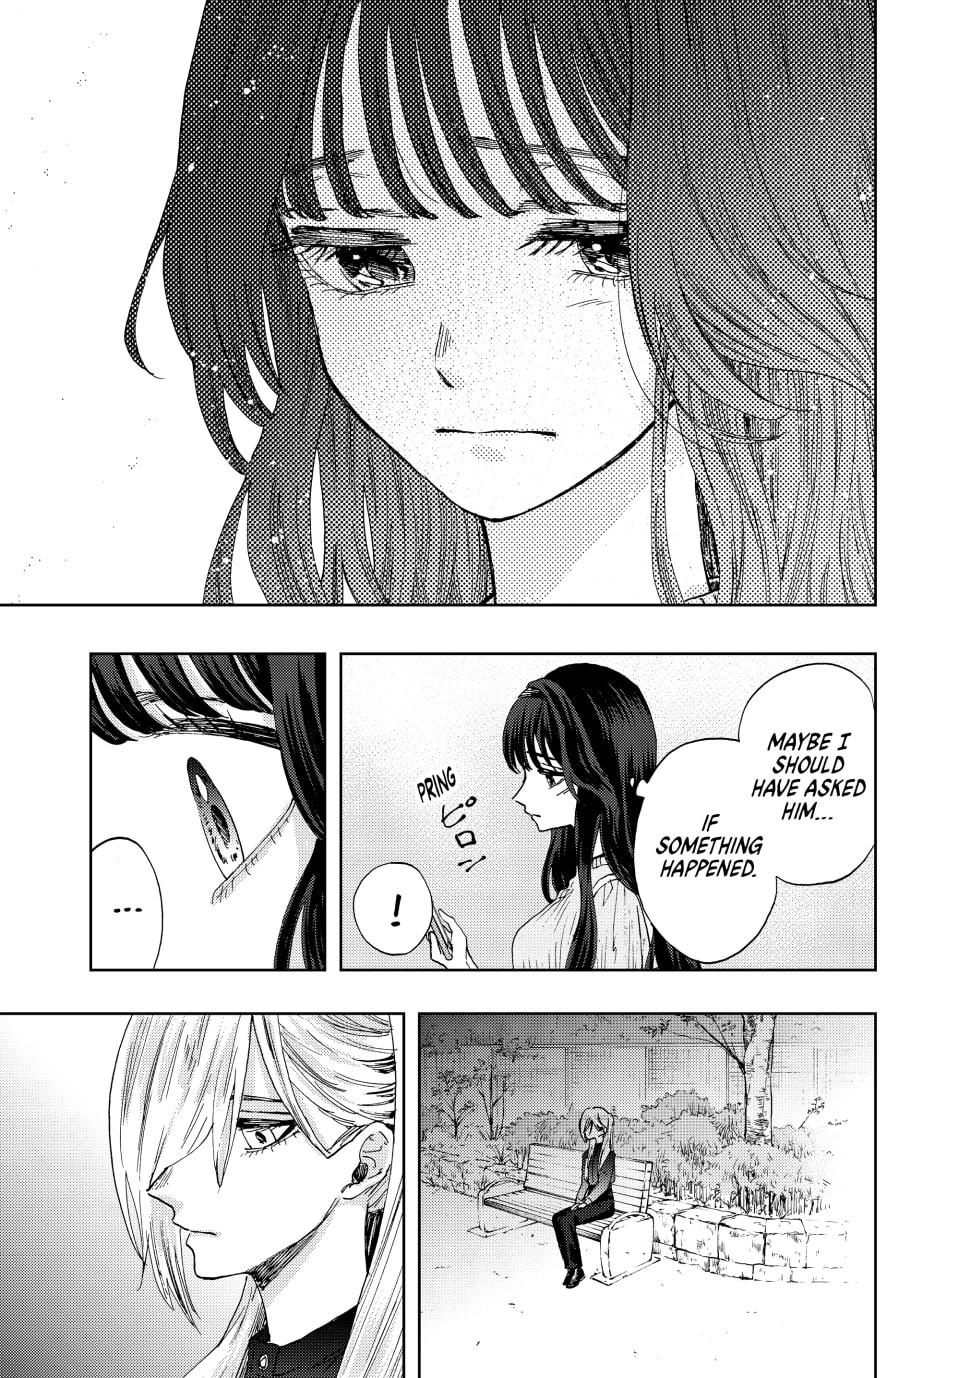 MAYBE I
SHOULD
HAVE ASKED
HIM...
IF
SOMETHING
HAPPENED.
PRING
ピロン
!
...